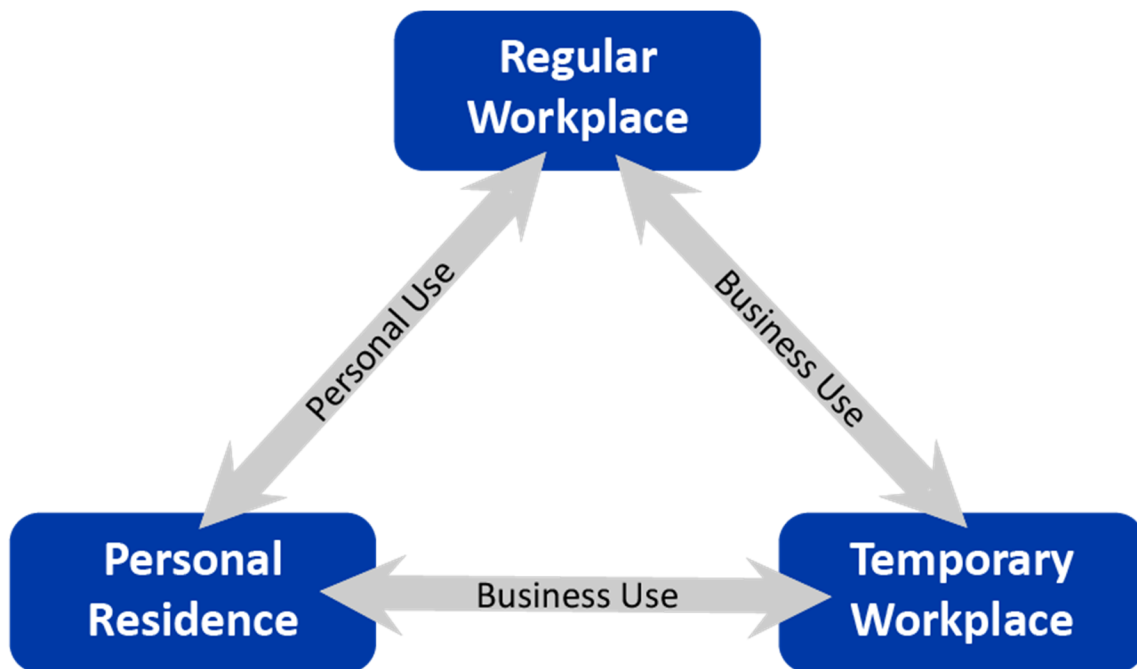 Regular
Workplace
Personal Use
Business Use
Personal
Residence
Business Use
Temporary
Workplace